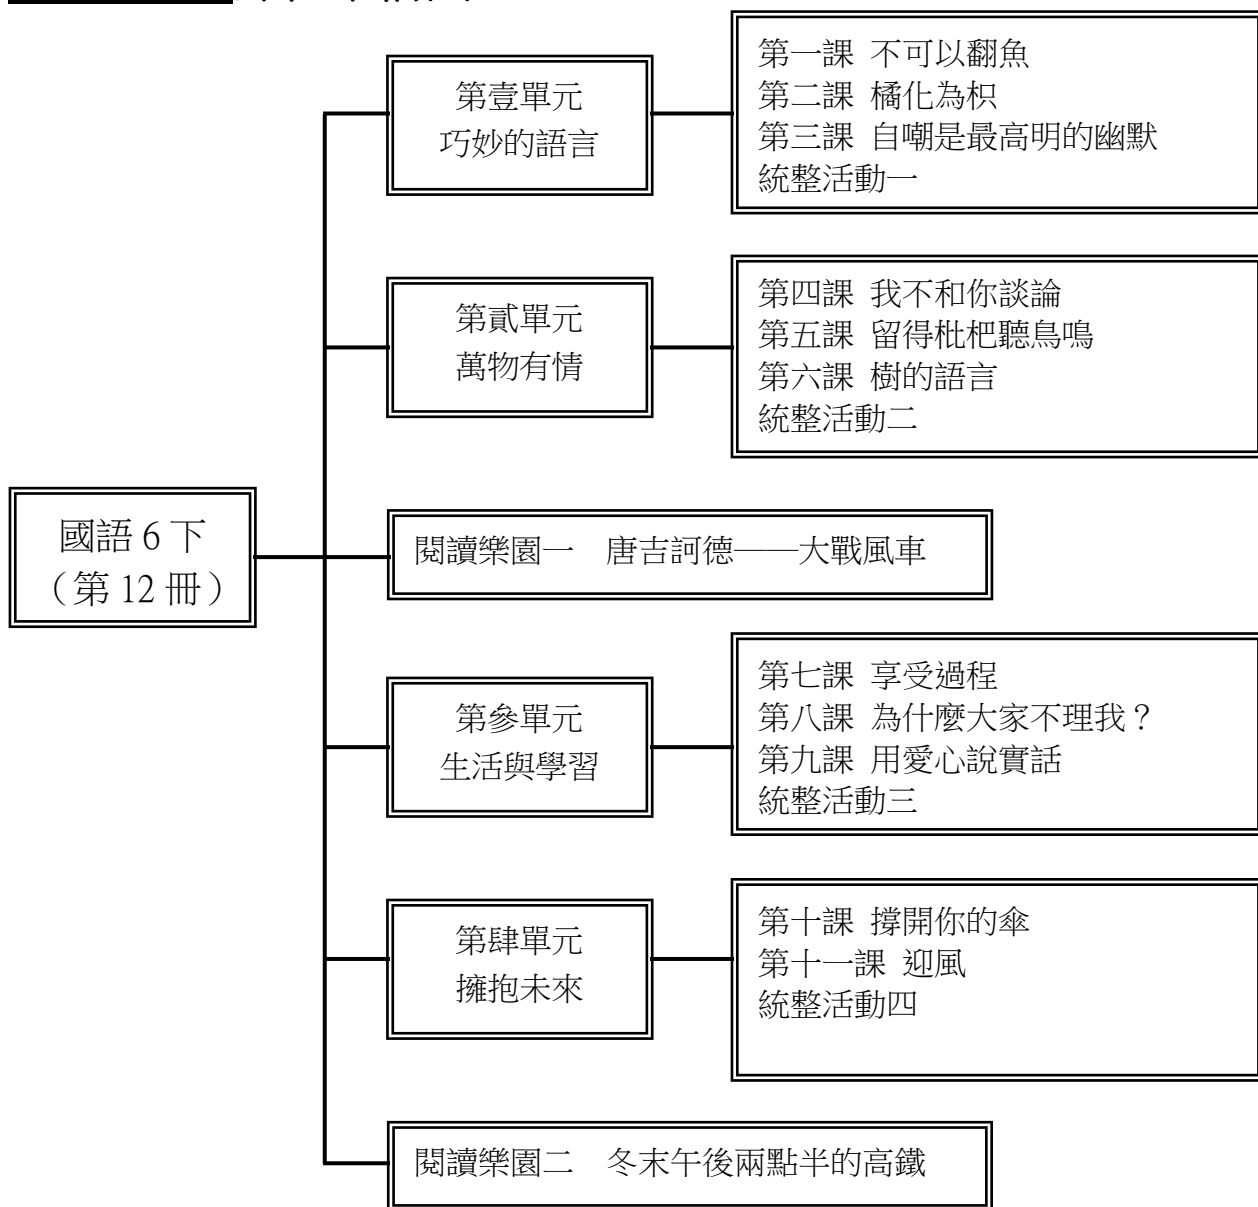 第壹單元
巧妙的語言
第一課 不可以翻魚
第二課 橘化為枳
第三課 自嘲是最高明的幽默
統整活動一
第貳單元
萬物有情
第四課 我不和你談論
第五課 留得枇杷聽鳥鳴
第六課 樹的語言
統整活動二
國語 6 下
（第 12 冊）
閱讀樂園一　唐吉訶德——大戰風車
第參單元
生活與學習
第七課 享受過程
第八課 為什麼大家不理我？
第九課 用愛心說實話
統整活動三
第肆單元
擁抱未來
第十課 撐開你的傘
第十一課 迎風
統整活動四
閱讀樂園二　冬末午後兩點半的高鐵